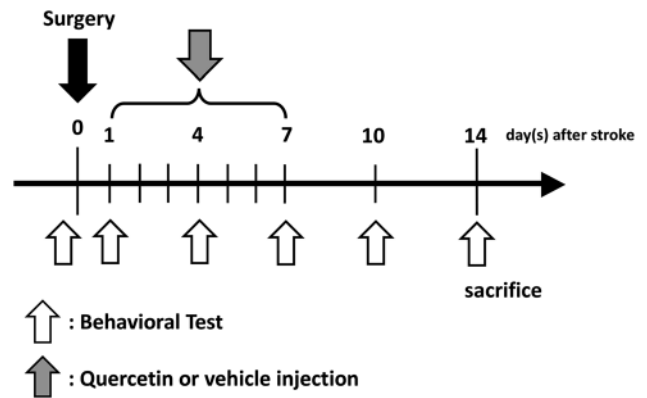 Surgery
0 1 4 7 10 14 day(s) after stroke
sacrifice
: Behavioral Test
: Quercetin or vehicle injection